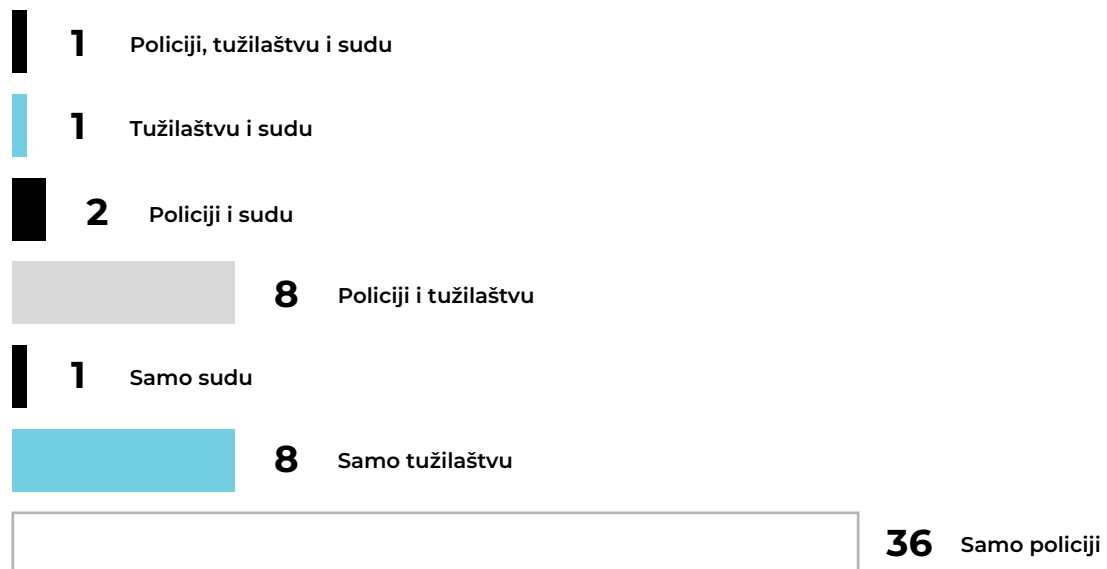 1 Policiji, tužilaštvu i sudu
1 Tužilaštvu i sudu
2 Policiji i sudu
8 Policiji i tužilaštvu
1 Samo sudu
8 Samo tužilaštvu
36 Samo policiji